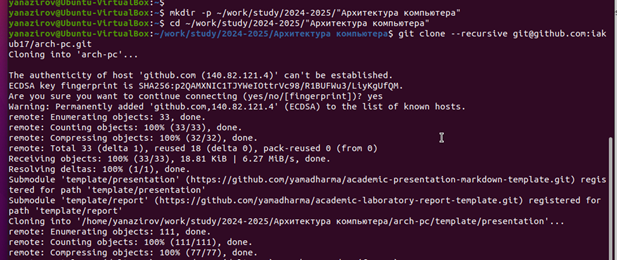 yanazirov@Ubuntu-VirtualBox:~$
yanazirov@Ubuntu-VirtualBox:~$ mkdir -p ~/work/study/2024-2025/"Архитектура компьютера"
yanazirov@Ubuntu-VirtualBox:~$ cd ~/work/study/2024-2025/"Архитектура компьютера"
yanazirov@Ubuntu-VirtualBox:~/work/study/2024-2025/Архитектура компьютера$ git clone --recursive git@github.com:iak
ub17/arch-pc.git
Cloning into 'arch-pc'...
The authenticity of host 'github.com (140.82.121.4)' can't be established.
ECDSA key fingerprint is SHA256:p2QAMXNIC1TJYWeIOttrVc98/R1BUFWu3/LiyKgUfQM.
Are you sure you want to continue connecting (yes/no/[fingerprint])? yes
Warning: Permanently added 'github.com,140.82.121.4' (ECDSA) to the list of known hosts.
remote: Enumerating objects: 33, done.
remote: Counting objects: 100% (33/33), done.
remote: Compressing objects: 100% (32/32), done.
remote: Total 33 (delta 1), reused 18 (delta 0), pack-reused 0 (from 0)
Receiving objects: 100% (33/33), 18.81 KiB | 6.27 MiB/s, done.
Resolving deltas: 100% (1/1), done.
Submodule 'template/presentation' (https://github.com/yamadharma/academic-presentation-markdown-template.git) regis
tered for path 'template/presentation'
Submodule 'template/report' (https://github.com/yamadharma/academic-laboratory-report-template.git) registered for
path 'template/report'
Cloning into '/home/yanazirov/work/study/2024-2025/Архитектура компьютера/arch-pc/template/presentation'...
remote: Enumerating objects: 111, done.
remote: Counting objects: 100% (111/111), done.
remote: Compressing objects: 100% (77/77), done.